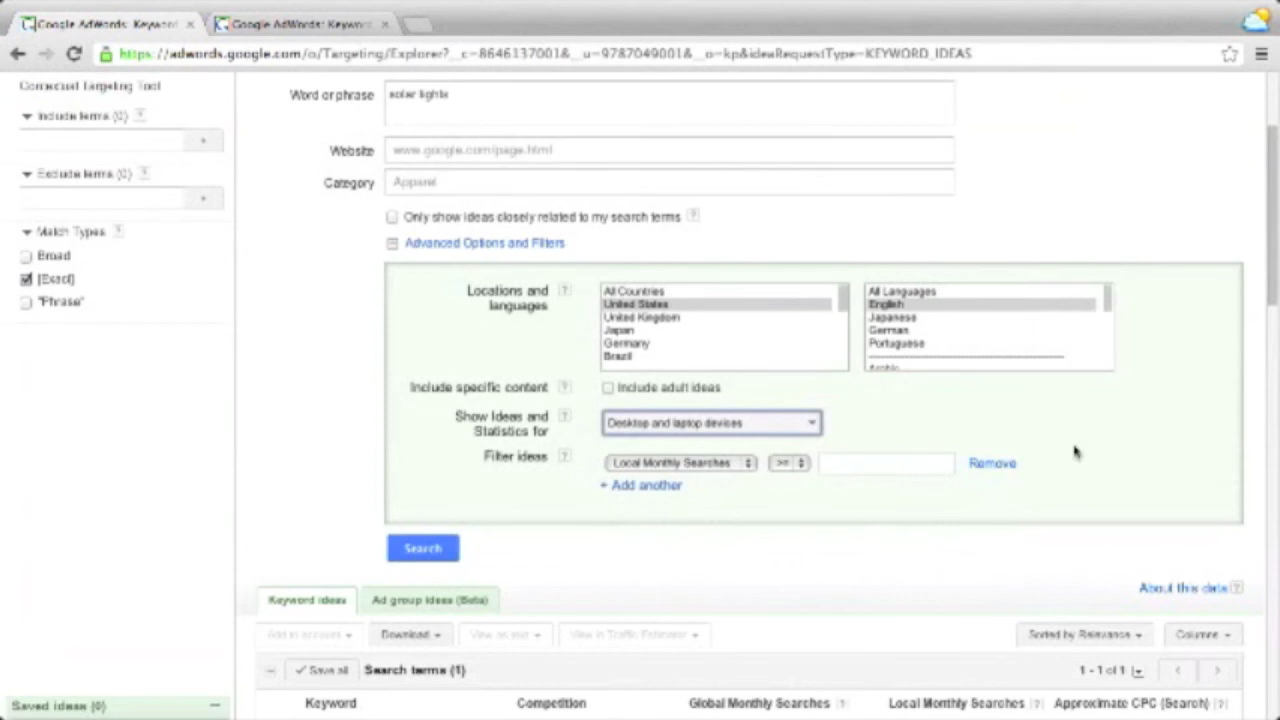 Google AdWords: Keyword × Google AdWords: Keywor ×
https://adwords.google.com/o/Targeting/Explorer?__c=8646137001&__u=9787049001&__o=kp&ideaRequestType=KEYWORD_IDEAS
Contextual Targeting Tool
Include terms (0) ?
+
Exclude terms (0) ?
+
Match Types ?
Broad
[Exact]
"Phrase"
Word or phrase solar lights
Website www.google.com/page.html
Category Apparel
Only show ideas closely related to my search terms ?
Advanced Options and Filters
Locations and languages ?
All Countries
United States
United Kingdom
Japan
Germany
Brazil
All Languages
English
Japanese
German
Portuguese
Arabic
Include specific content ? Include adult ideas
Show Ideas and Statistics for ? Desktop and laptop devices
Filter ideas ? Local Monthly Searches >= Remove
+ Add another
Search
About this data ?
Keyword ideas Ad group ideas (Beta)
Add to account Download View as text View in Traffic Estimator Sorted by Relevance Columns
Save all Search terms (1) 1 - 1 of 1
Keyword Competition Global Monthly Searches ? Local Monthly Searches ? Approximate CPC (Search) ?
Saved ideas (0)